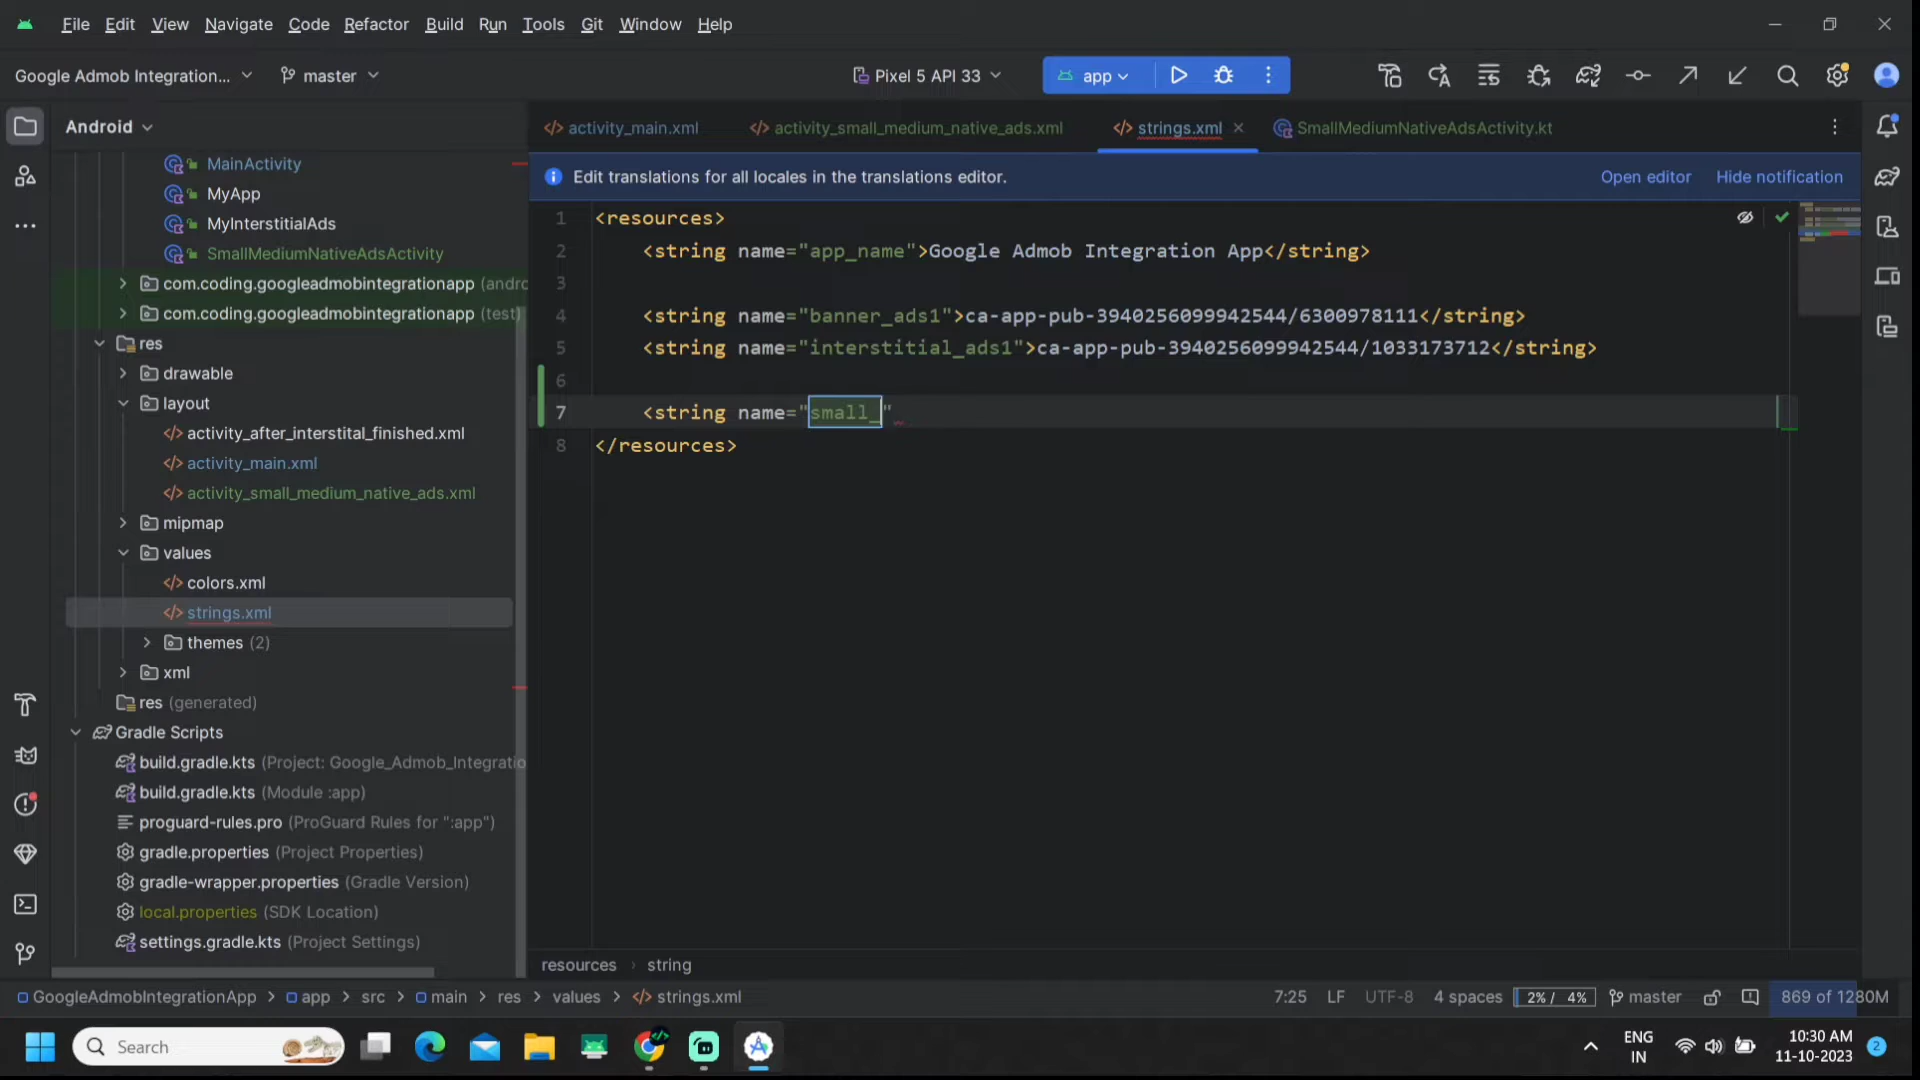 File Edit View Navigate Code Refactor Build Run Tools Git Window Help
Google Admob Integration... master Pixel 5 API 33 app
Android
activity_main.xml activity_small_medium_native_ads.xml strings.xml SmallMediumNativeAdsActivity.kt
Edit translations for all locales in the translations editor. Open editor Hide notification
MainActivity
MyApp
MyInterstitialAds
SmallMediumNativeAdsActivity
com.coding.googleadmobintegrationapp (andro
com.coding.googleadmobintegrationapp (test)
res
drawable
layout
activity_after_interstital_finished.xml
activity_main.xml
activity_small_medium_native_ads.xml
mipmap
values
colors.xml
strings.xml
themes (2)
xml
res (generated)
Gradle Scripts
build.gradle.kts (Project: Google_Admob_Integratio
build.gradle.kts (Module :app)
proguard-rules.pro (ProGuard Rules for ":app")
gradle.properties (Project Properties)
gradle-wrapper.properties (Gradle Version)
local.properties (SDK Location)
settings.gradle.kts (Project Settings)
1 <resources>
2 <string name="app_name">Google Admob Integration App</string>
3
4 <string name="banner_ads1">ca-app-pub-3940256099942544/6300978111</string>
5 <string name="interstitial_ads1">ca-app-pub-3940256099942544/1033173712</string>
6
7 <string name="small_"
8 </resources>
resources › string
GoogleAdmobIntegrationApp > app > src > main > res > values > strings.xml 7:25 LF UTF-8 4 spaces 2% / 4% master 869 of 1280M
Search ENG IN 10:30 AM 11-10-2023 2